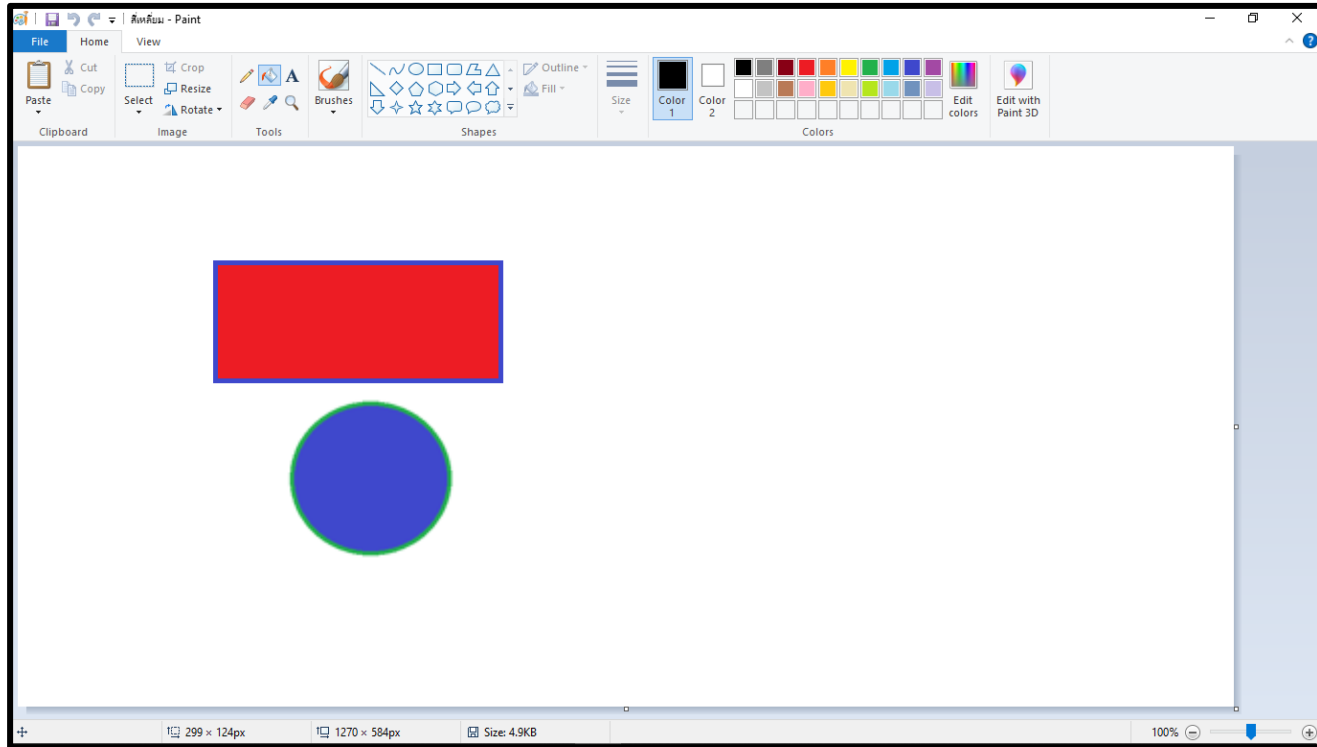 สี่เหลี่ยม - Paint
File Home View
Cut
Copy
Paste
Clipboard
Select
Crop
Resize
Rotate
Image
A
Tools
Brushes
Shapes
Outline
Fill
Size
Color 1
Color 2
Colors
Edit colors
Edit with Paint 3D
299 × 124px 1270 × 584px Size: 4.9KB 100%